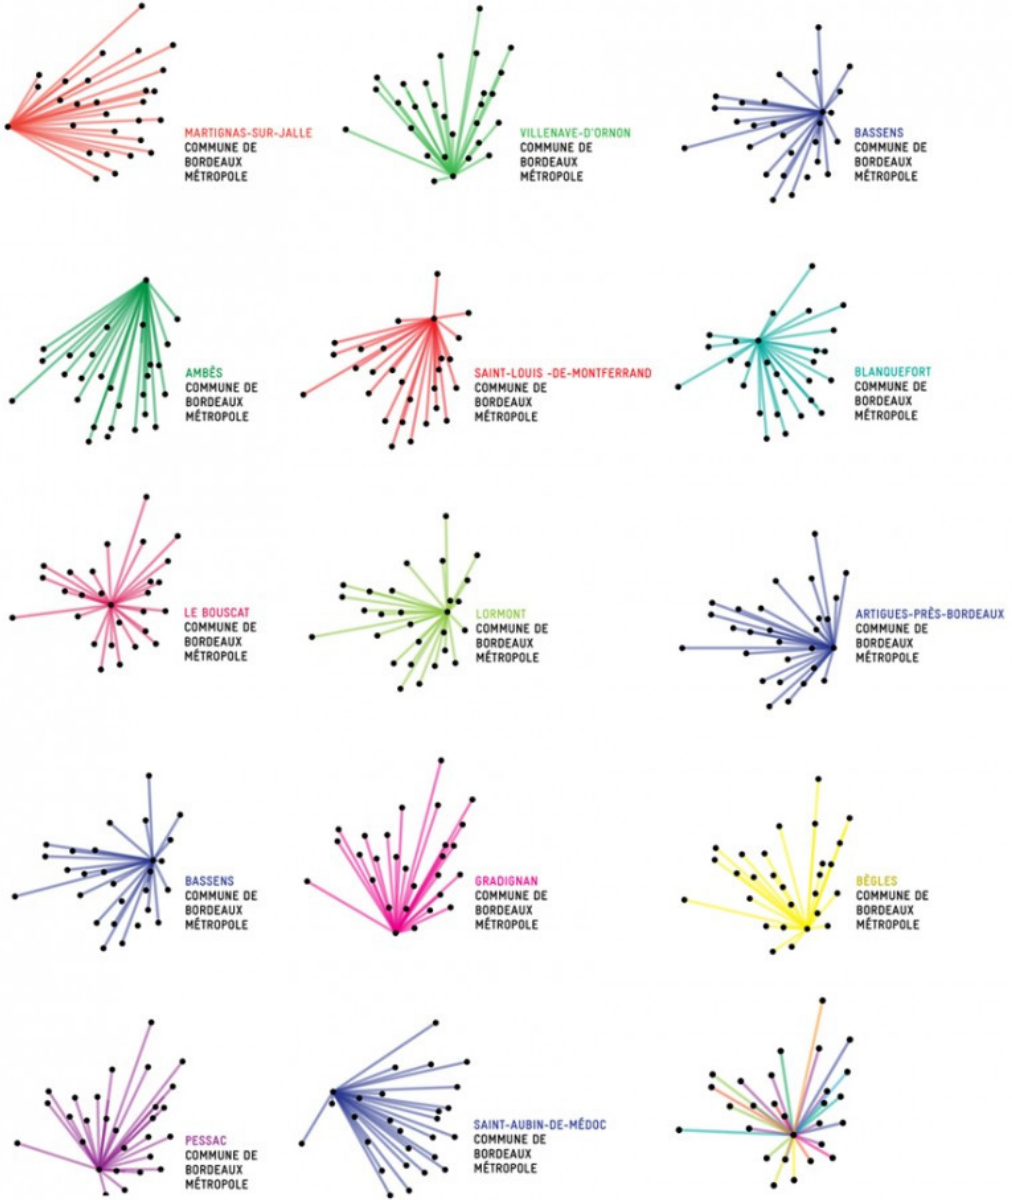 MARTIGNAS-SUR-JALLE
COMMUNE DE
BORDEAUX
MÉTROPOLE
VILLENAVE-D'ORNON
COMMUNE DE
BORDEAUX
MÉTROPOLE
BASSENS
COMMUNE DE
BORDEAUX
MÉTROPOLE
AMBÈS
COMMUNE DE
BORDEAUX
MÉTROPOLE
SAINT-LOUIS -DE-MONTFERRAND
COMMUNE DE
BORDEAUX
MÉTROPOLE
BLANQUEFORT
COMMUNE DE
BORDEAUX
MÉTROPOLE
LE BOUSCAT
COMMUNE DE
BORDEAUX
MÉTROPOLE
LORMONT
COMMUNE DE
BORDEAUX
MÉTROPOLE
ARTIGUES-PRÈS-BORDEAUX
COMMUNE DE
BORDEAUX
MÉTROPOLE
BASSENS
COMMUNE DE
BORDEAUX
MÉTROPOLE
GRADIGNAN
COMMUNE DE
BORDEAUX
MÉTROPOLE
BÈGLES
COMMUNE DE
BORDEAUX
MÉTROPOLE
PESSAC
COMMUNE DE
BORDEAUX
MÉTROPOLE
SAINT-AUBIN-DE-MÉDOC
COMMUNE DE
BORDEAUX
MÉTROPOLE